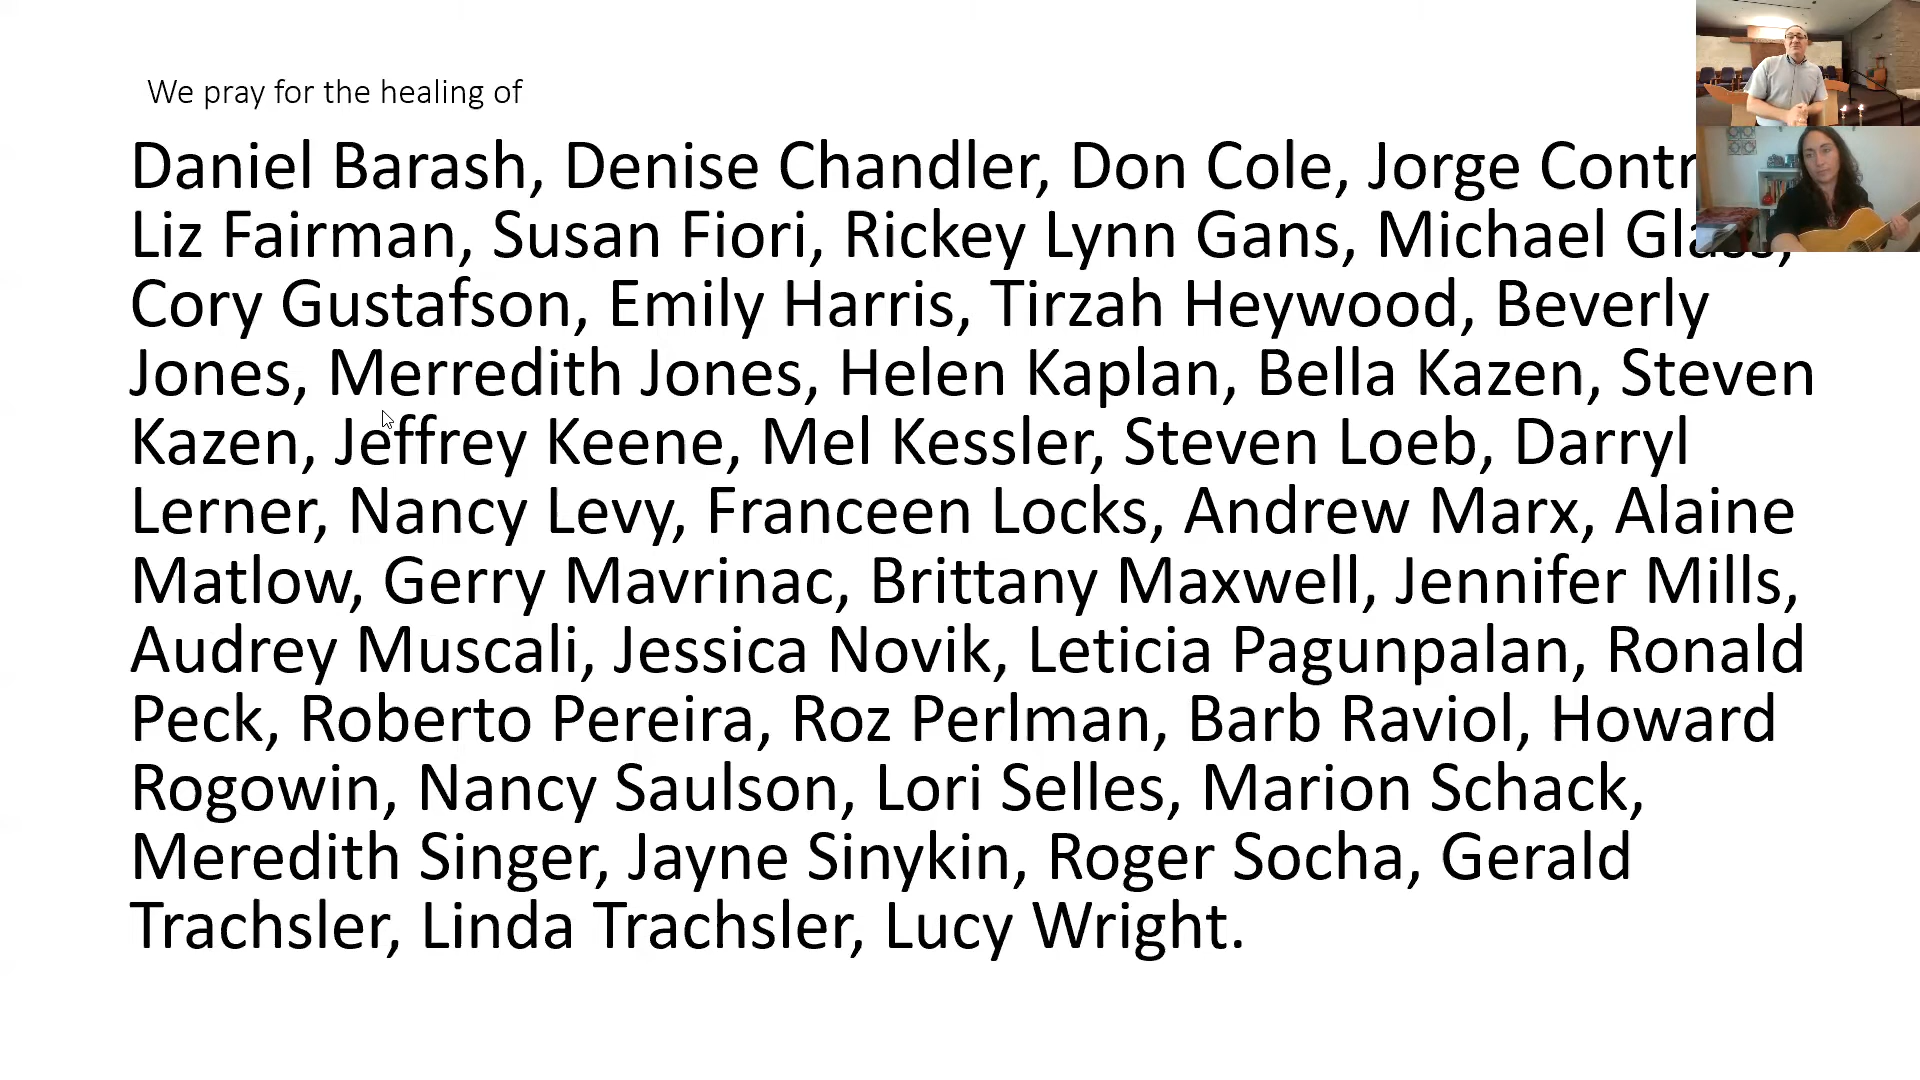 We pray for the healing of
Daniel Barash, Denise Chandler, Don Cole, Jorge
Liz Fairman, Susan Fiori, Rickey Lynn Gans, Michael
Cory Gustafson, Emily Harris, Tirzah Heywood, Beverly
Jones, Merredith Jones, Helen Kaplan, Bella Kazen, Steven
Kazen, Jeffrey Keene, Mel Kessler, Steven Loeb, Darryl
Lerner, Nancy Levy, Franceen Locks, Andrew Marx, Alaine
Matlow, Gerry Mavrinac, Brittany Maxwell, Jennifer Mills,
Audrey Muscali, Jessica Novik, Leticia Pagunpalan, Ronald
Peck, Roberto Pereira, Roz Perlman, Barb Raviol, Howard
Rogowin, Nancy Saulson, Lori Selles, Marion Schack,
Meredith Singer, Jayne Sinykin, Roger Socha, Gerald
Trachsler, Linda Trachsler, Lucy Wright.